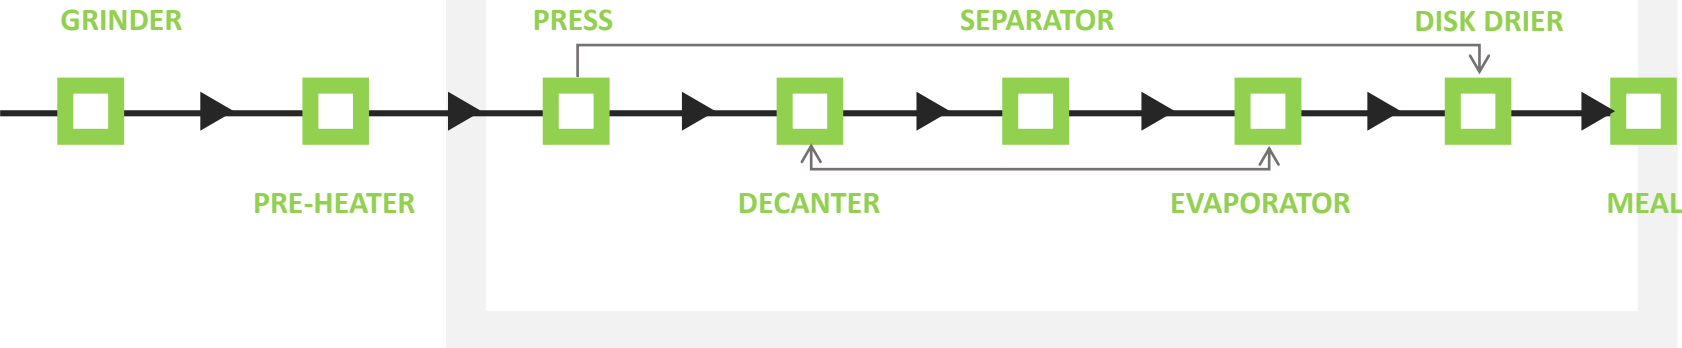 GRINDER
PRESS
SEPARATOR
DISK DRIER
PRE-HEATER
DECANTER
EVAPORATOR
MEAL